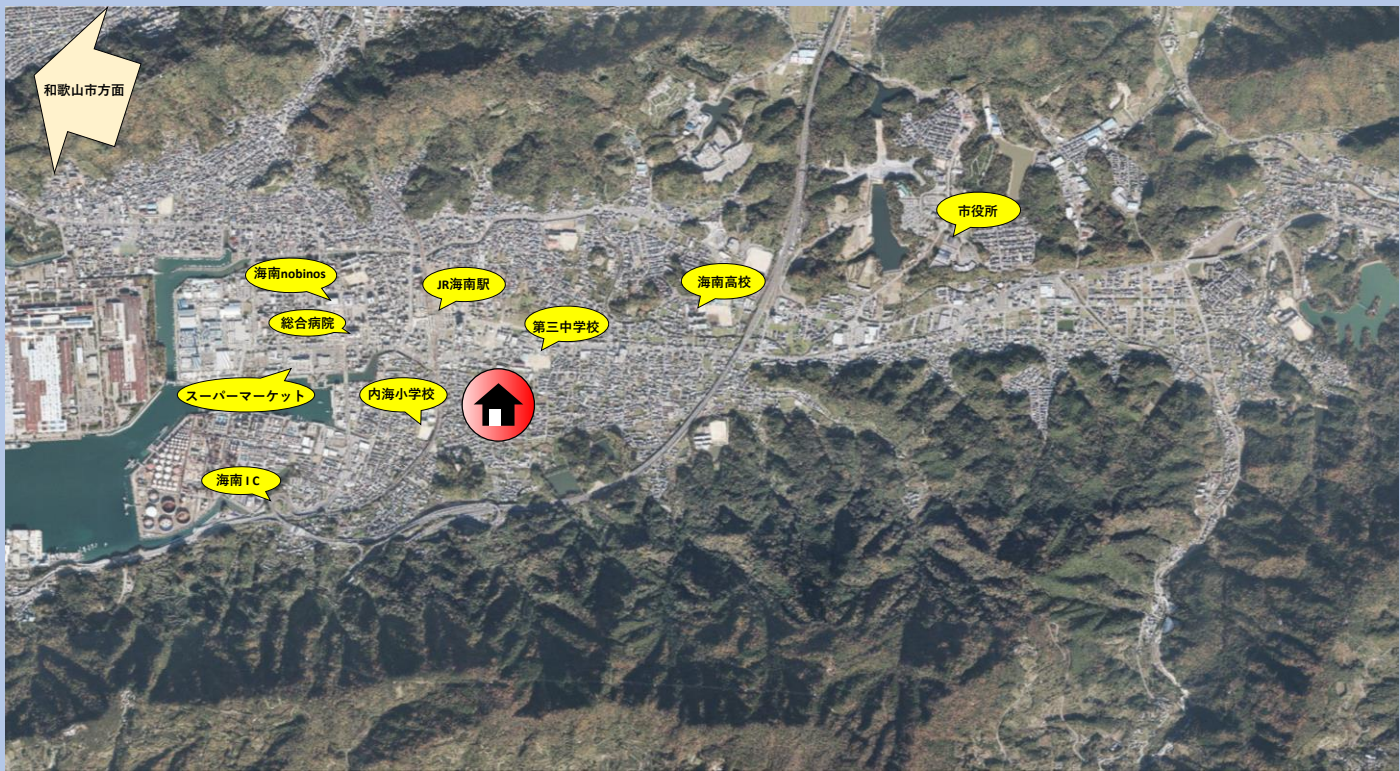 和歌山市方面
市役所
海南nobinos
JR海南駅
海南高校
総合病院
第三中学校
スーパーマーケット
内海小学校
海南IC